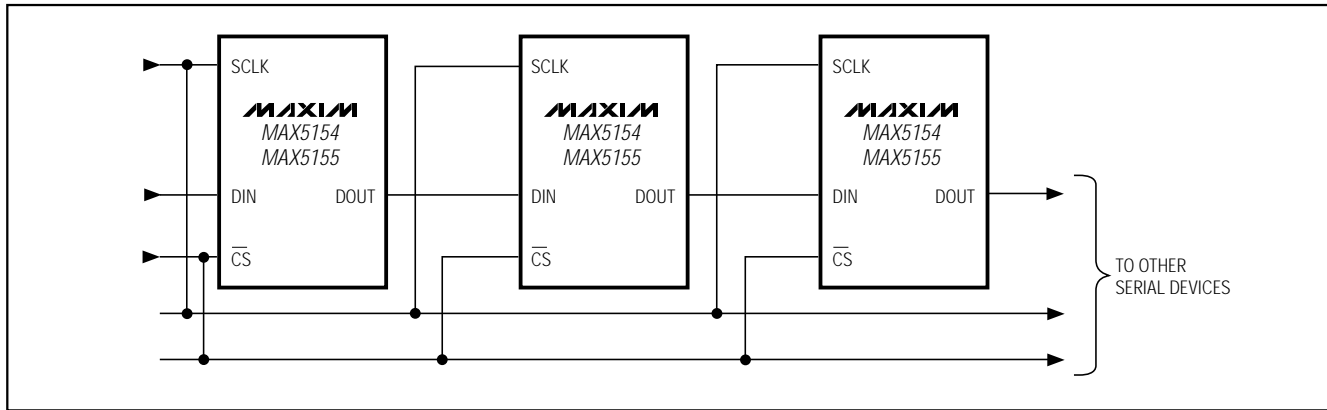 SCLK
MAXIM
MAX5154
MAX5155
DIN
DOUT
CS
SCLK
MAXIM
MAX5154
MAX5155
DIN
DOUT
CS
SCLK
MAXIM
MAX5154
MAX5155
DIN
DOUT
CS
TO OTHER
SERIAL DEVICES